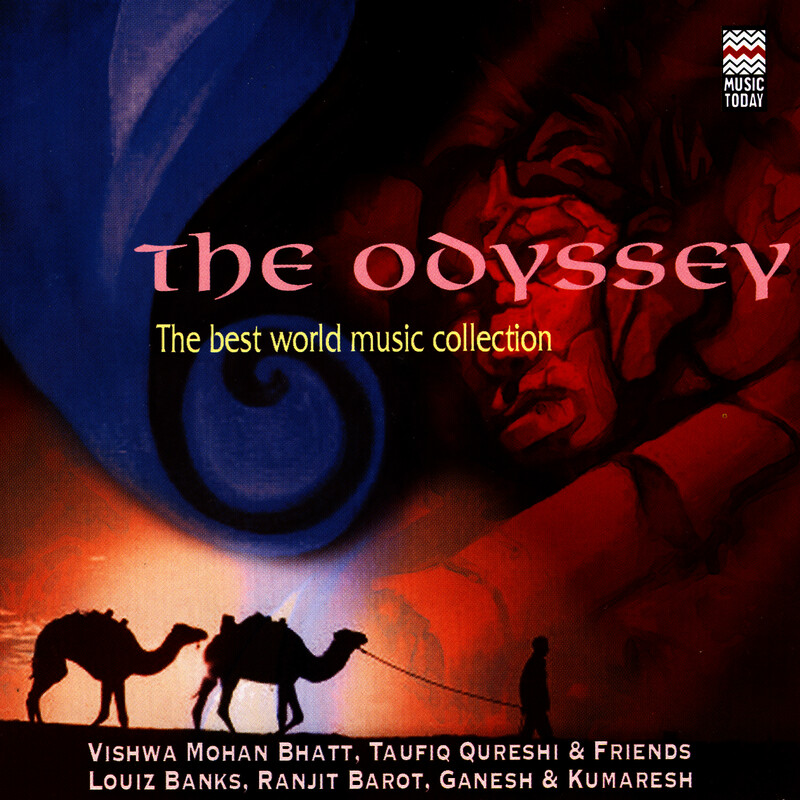 MUSIC
TODAY
THE ODYSSEY
The best world music collection
VISHWA MOHAN BHATT, TAUFIQ QURESHI & FRIENDS
LOUIZ BANKS, RANJIT BAROT, GANESH & KUMARESH